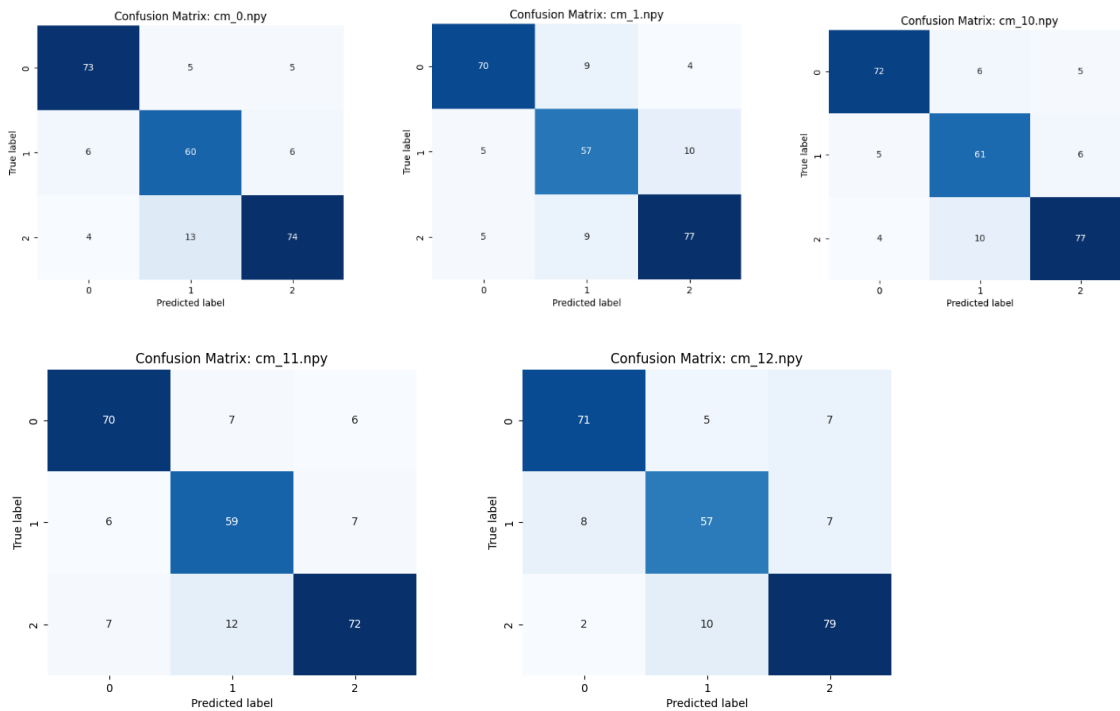 Confusion Matrix: cm_0.npy
True label
0
73 5 5
1
6 60 6
2
4 13 74
0 1 2
Predicted label
Confusion Matrix: cm_1.npy
True label
0
70 9 4
1
5 57 10
2
5 9 77
0 1 2
Predicted label
Confusion Matrix: cm_10.npy
True label
0
72 6 5
1
5 61 6
2
4 10 77
0 1 2
Predicted label
Confusion Matrix: cm_11.npy
True label
0
70 7 6
1
6 59 7
2
7 12 72
0 1 2
Predicted label
Confusion Matrix: cm_12.npy
True label
0
71 5 7
1
8 57 7
2
2 10 79
0 1 2
Predicted label